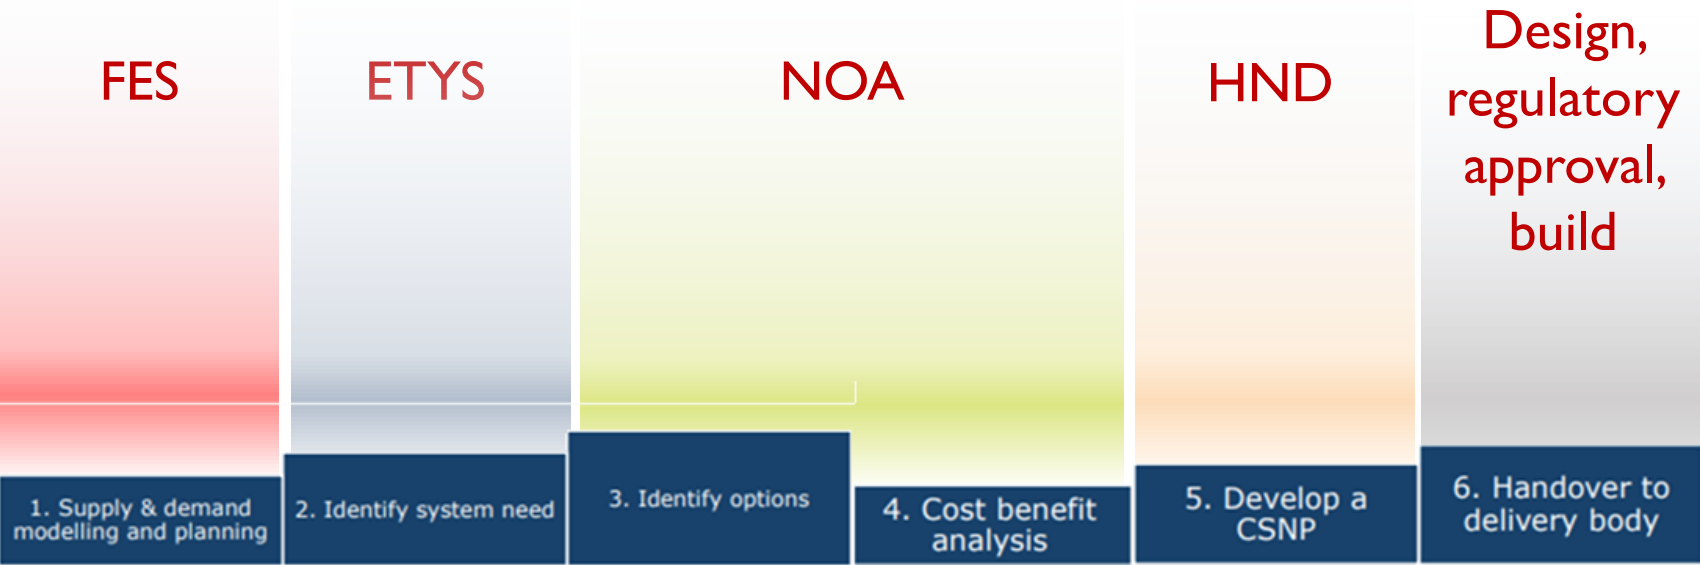 FES
ETYS
NOA
HND
Design,
regulatory
approval,
build
1. Supply & demand
modelling and planning
2. Identify system need
3. Identify options
4. Cost benefit
analysis
5. Develop a
CSNP
6. Handover to
delivery body